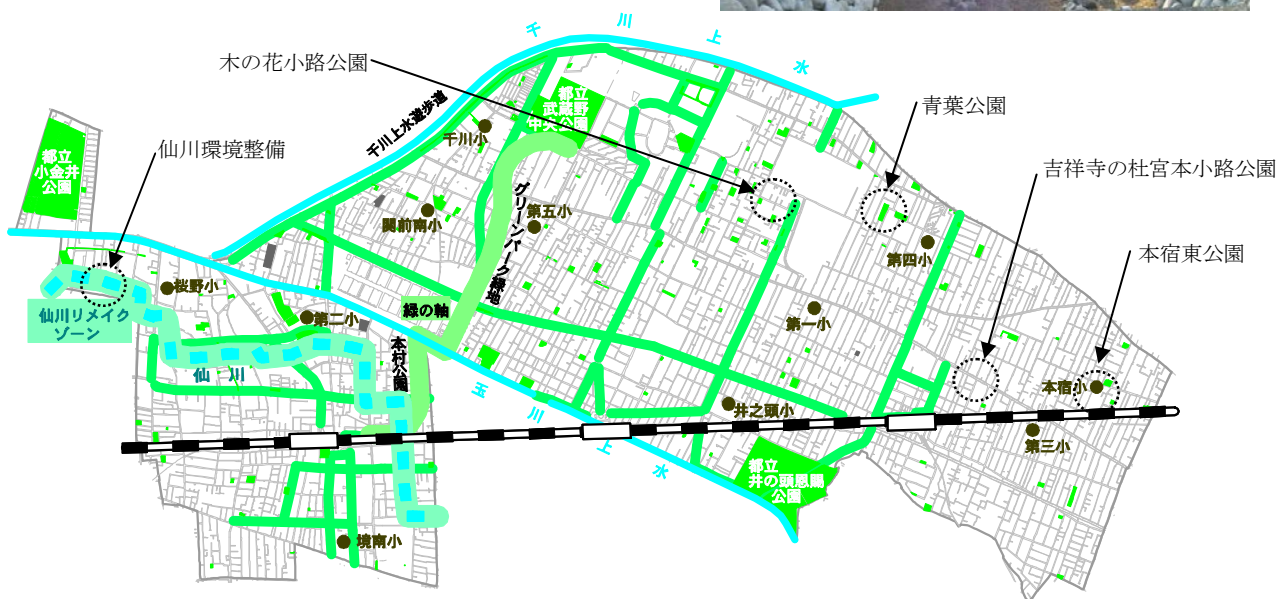 千川上水
木の花小路公園
千川上水遊歩道
都立
武蔵野
中央公園
青葉公園
千川小
仙川環境整備
都立
小金井
公園
吉祥寺の杜宮本小路公園
グリーンパーク緑地
関前南小
第五小
第四小
本宿東公園
桜野小
仙川リメイク
ゾーン
第二小
緑の軸
第一小
仙川
本村公園
玉川上水
本宿小
井之頭小
第三小
都立
井の頭恩賜
公園
境南小